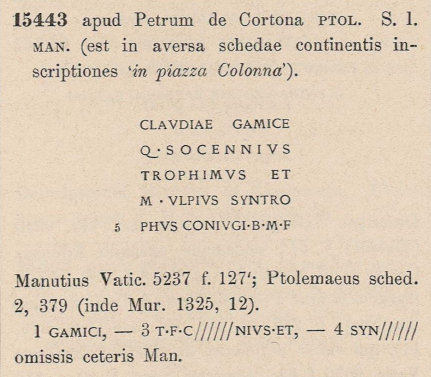 15443 apud Petrum de Cortona PTOL. S. l.
MAN. (est in aversa schedae continentis in-
scriptiones 'in piazza Colonna').
CLAVDIAE GAMICE
Q · SOCENNIVS
TROPHIMVS ET
M · VLPIVS SYNTRO
5 PHVS CONIVGI·B·M·F
Manutius Vatic. 5237 f. 127'; Ptolemaeus sched.
2, 379 (inde Mur. 1325, 12).
1 GAMICI, — 3 T·F·C//////NIVS·ET, — 4 SYN//////
omissis ceteris Man.